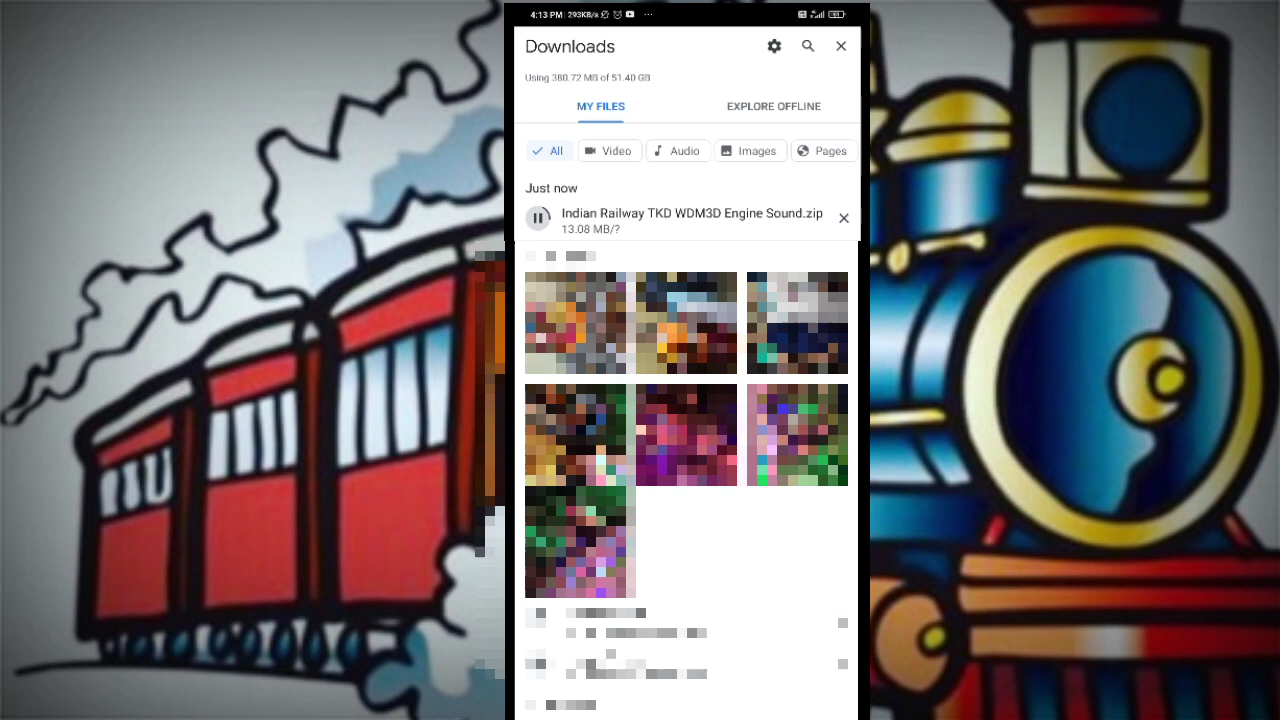 4:13 PM 293KB/s ...
Downloads
Using 380.72 MB of 51.40 GB
MY FILES EXPLORE OFFLINE
All Video Audio Images Pages
Just now
Indian Railway TKD WDM3D Engine Sound.zip
13.08 MB/?